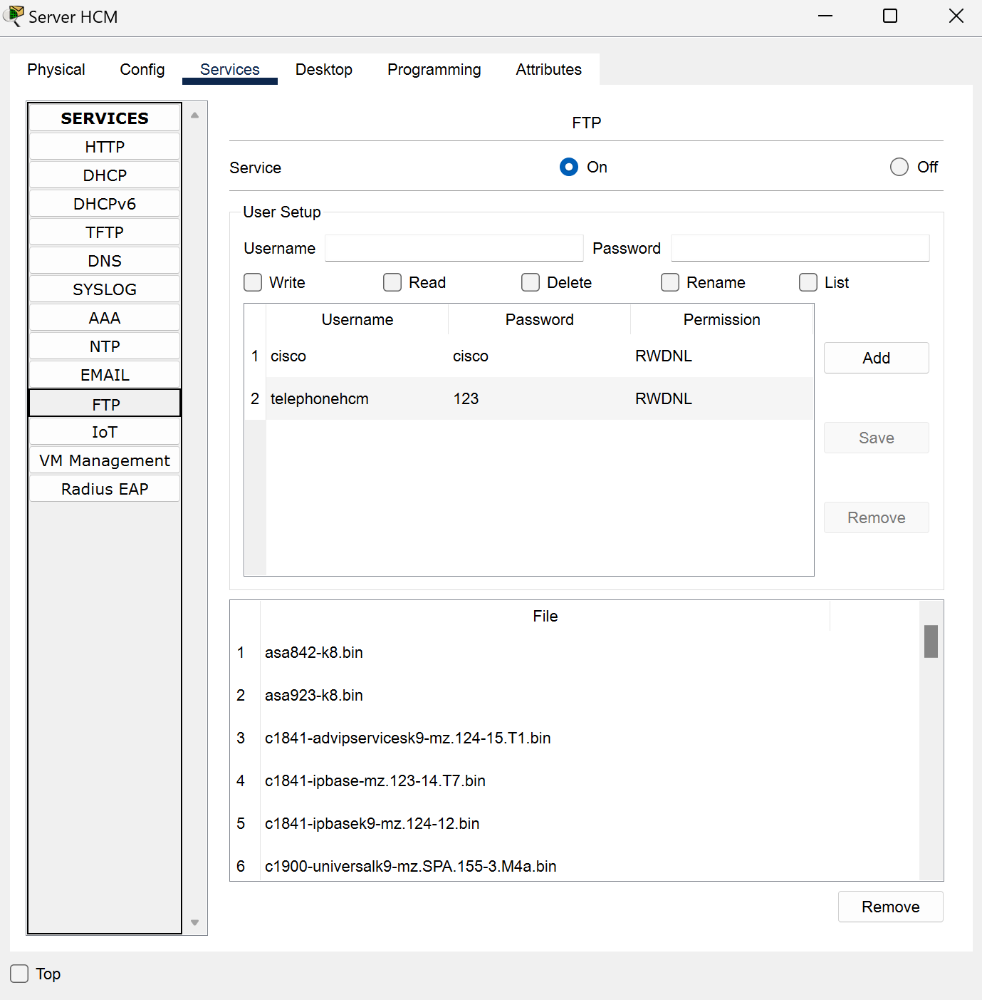 Server HCM
Physical Config Services Desktop Programming Attributes
SERVICES
HTTP
DHCP
DHCPv6
TFTP
DNS
SYSLOG
AAA
NTP
EMAIL
FTP
IoT
VM Management
Radius EAP
FTP
Service On Off
User Setup
Username Password
Write Read Delete Rename List
Username Password Permission
1 cisco cisco RWDNL
2 telephonehcm 123 RWDNL
Add
Save
Remove
File
1 asa842-k8.bin
2 asa923-k8.bin
3 c1841-advipservicesk9-mz.124-15.T1.bin
4 c1841-ipbase-mz.123-14.T7.bin
5 c1841-ipbasek9-mz.124-12.bin
6 c1900-universalk9-mz.SPA.155-3.M4a.bin
Remove
Top